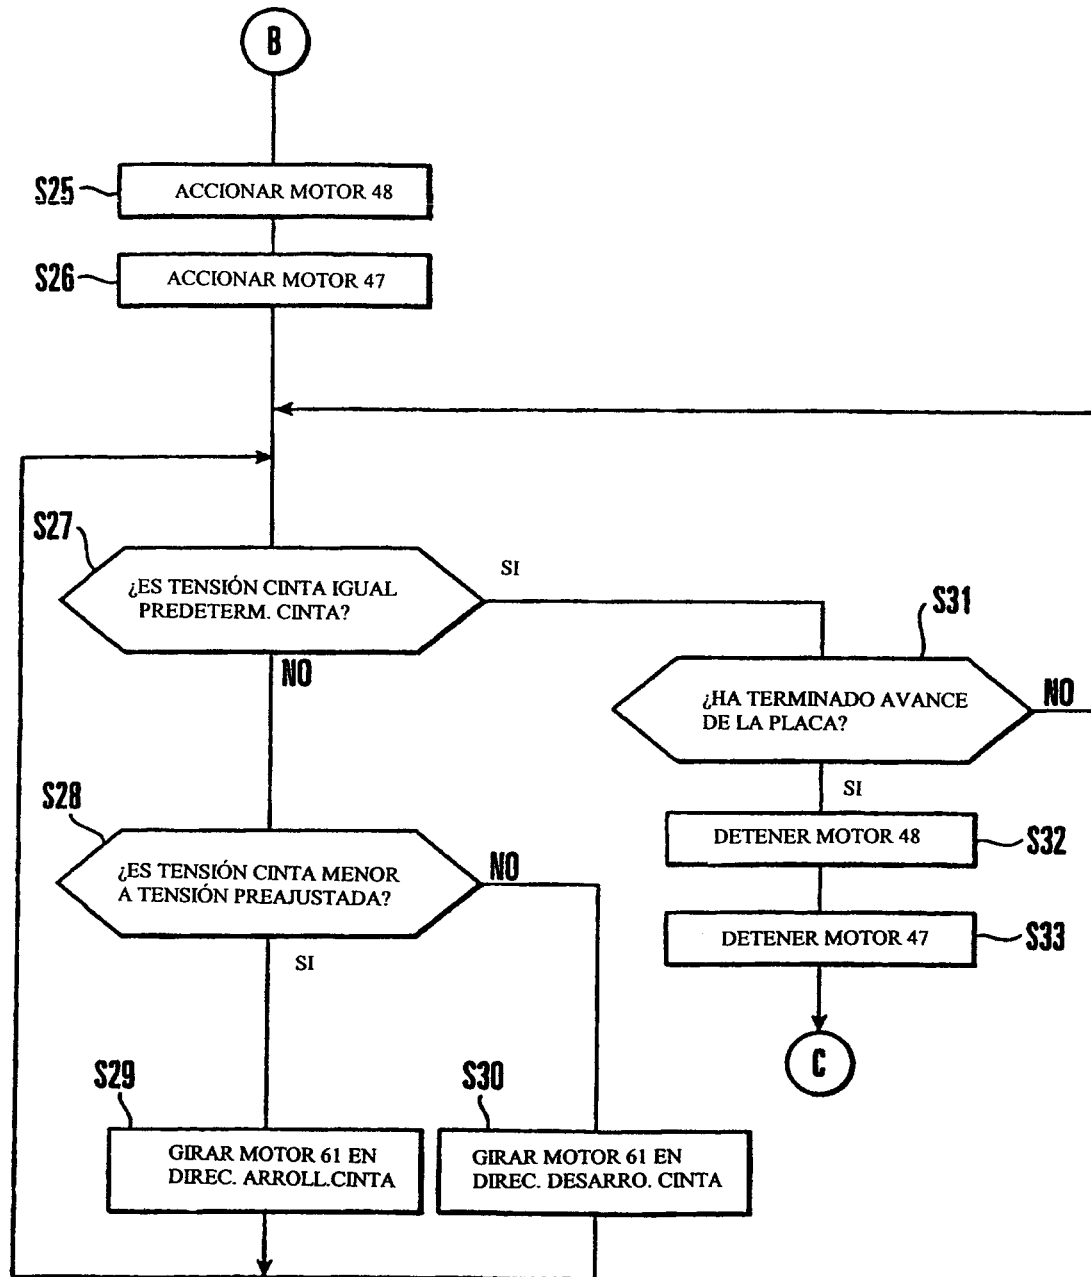 B
S25
ACCIONAR MOTOR 48
S26
ACCIONAR MOTOR 47
S27
¿ES TENSIÓN CINTA IGUAL
PREDETERM. CINTA?
SI
NO
S31
¿HA TERMINADO AVANCE
DE LA PLACA?
NO
SI
S28
¿ES TENSIÓN CINTA MENOR
A TENSIÓN PREAJUSTADA?
NO
SI
DETENER MOTOR 48
S32
DETENER MOTOR 47
S33
C
S29
GIRAR MOTOR 61 EN
DIREC. ARROLL.CINTA
S30
GIRAR MOTOR 61 EN
DIREC. DESARRO. CINTA